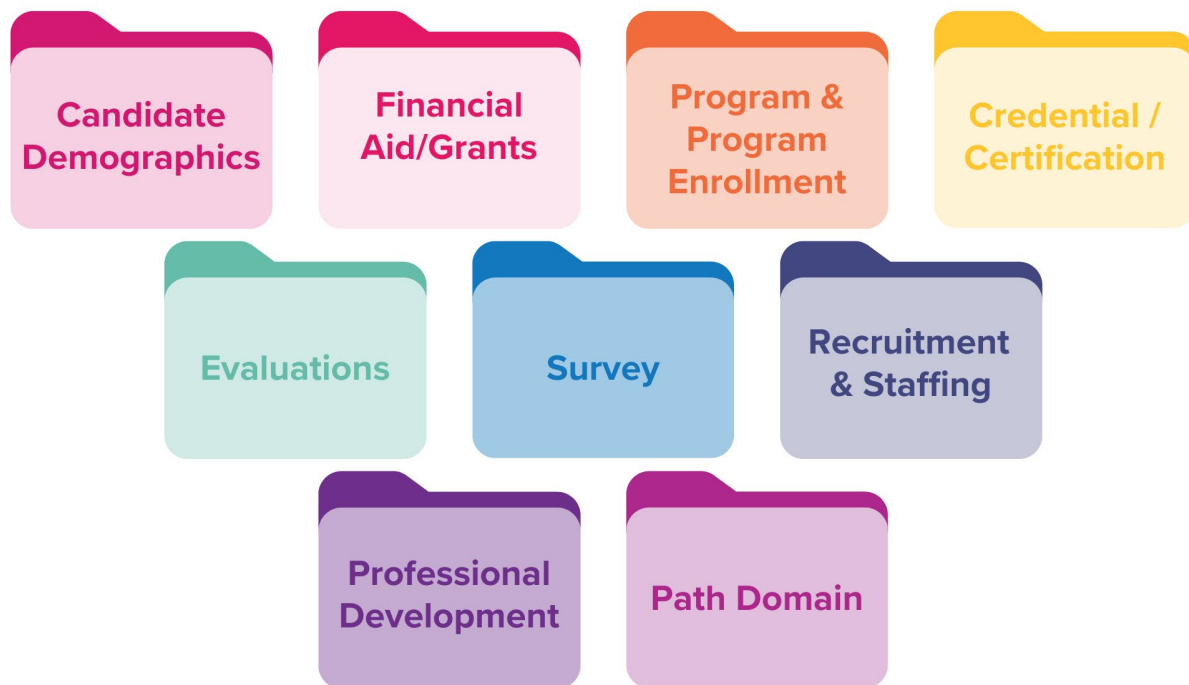 Candidate
Demographics
Financial
Aid/Grants
Program &
Program
Enrollment
Credential /
Certification
Evaluations
Survey
Recruitment
& Staffing
Professional
Development
Path Domain